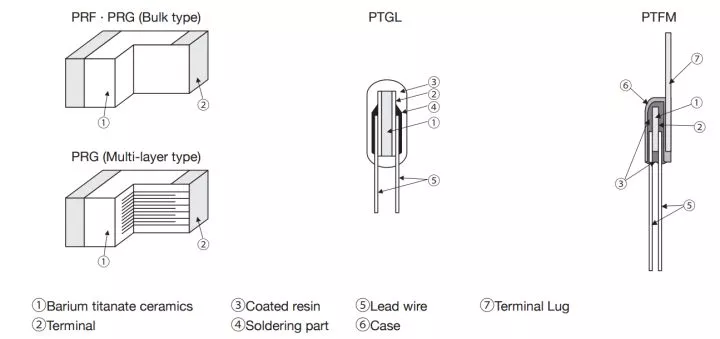 PRF · PRG (Bulk type)
①
②
PRG (Multi-layer type)
①
②
PTGL
③
②
④
①
⑤
PTFM
⑦
⑥
①
②
③
⑤
①Barium titanate ceramics ③Coated resin ⑤Lead wire ⑦Terminal Lug
②Terminal ④Soldering part ⑥Case